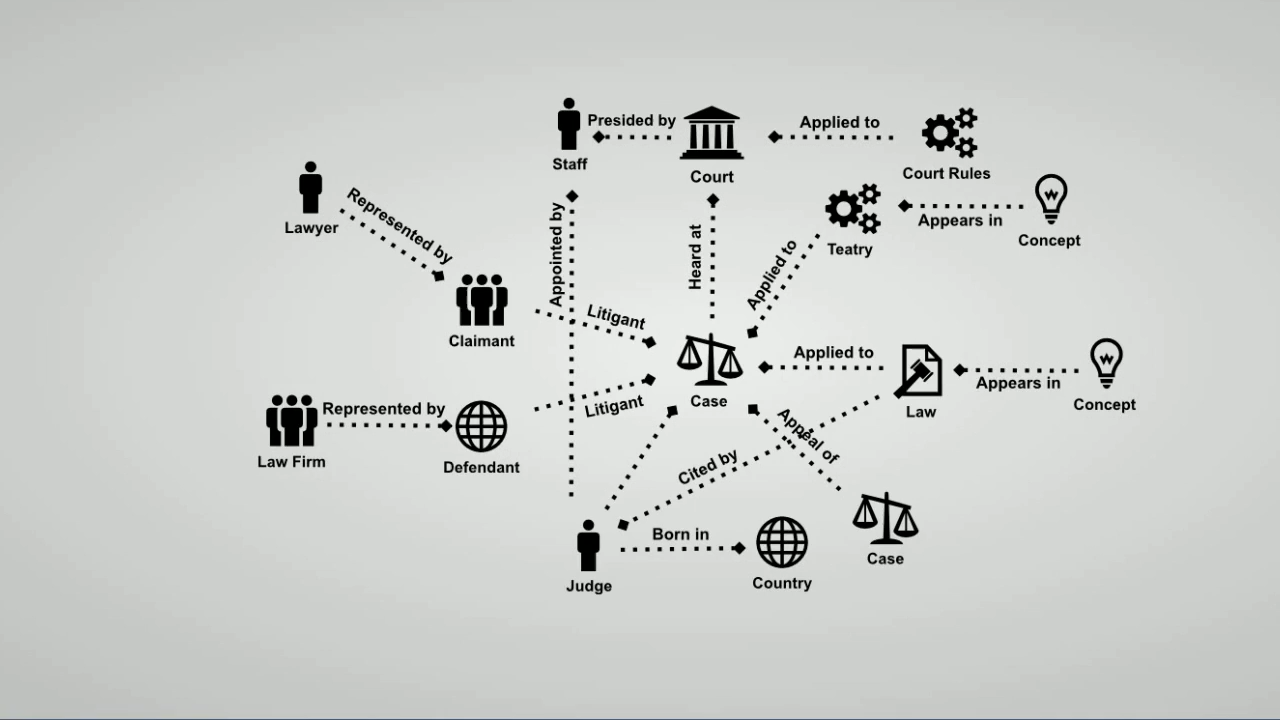 Presided by
Applied to
Staff
Court
Court Rules
Lawyer
Represented by
Appointed by
Heard at
Applied to
Teatry
Appears in
Concept
Claimant
Litigant
Case
Applied to
Law
Appears in
Concept
Law Firm
Represented by
Defendant
Litigant
Cited by
Appeal of
Judge
Born in
Country
Case